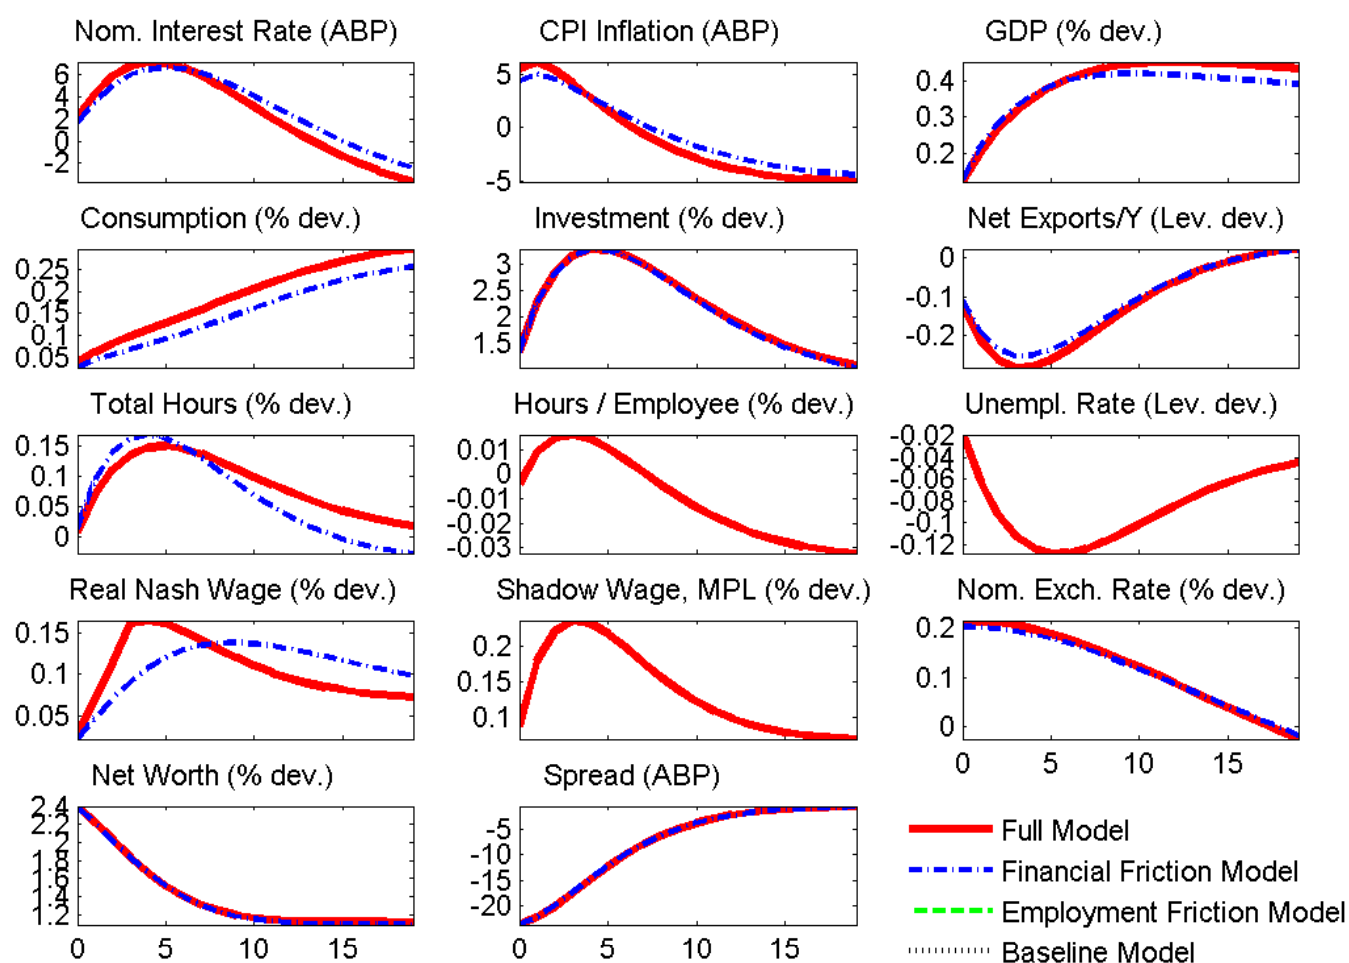 Nom. Interest Rate (ABP)
CPI Inflation (ABP)
GDP (% dev.)
6
4
2
0
-2
5
0
-5
0.4
0.3
0.2
Consumption (% dev.)
Investment (% dev.)
Net Exports/Y (Lev. dev.)
0.25
0.2
0.15
0.1
0.05
3
2.5
2
1.5
0
-0.1
-0.2
Total Hours (% dev.)
Hours / Employee (% dev.)
Unempl. Rate (Lev. dev.)
0.15
0.1
0.05
0
0.01
0
-0.01
-0.02
-0.03
-0.02
-0.04
-0.06
-0.08
-0.1
-0.12
Real Nash Wage (% dev.)
Shadow Wage, MPL (% dev.)
Nom. Exch. Rate (% dev.)
0.15
0.1
0.05
0.2
0.15
0.1
0.2
0.1
0
0 5 10 15
Net Worth (% dev.)
Spread (ABP)
2.4
2.2
2
1.8
1.6
1.4
1.2
0 5 10 15
-5
-10
-15
-20
0 5 10 15
Full Model
Financial Friction Model
Employment Friction Model
Baseline Model